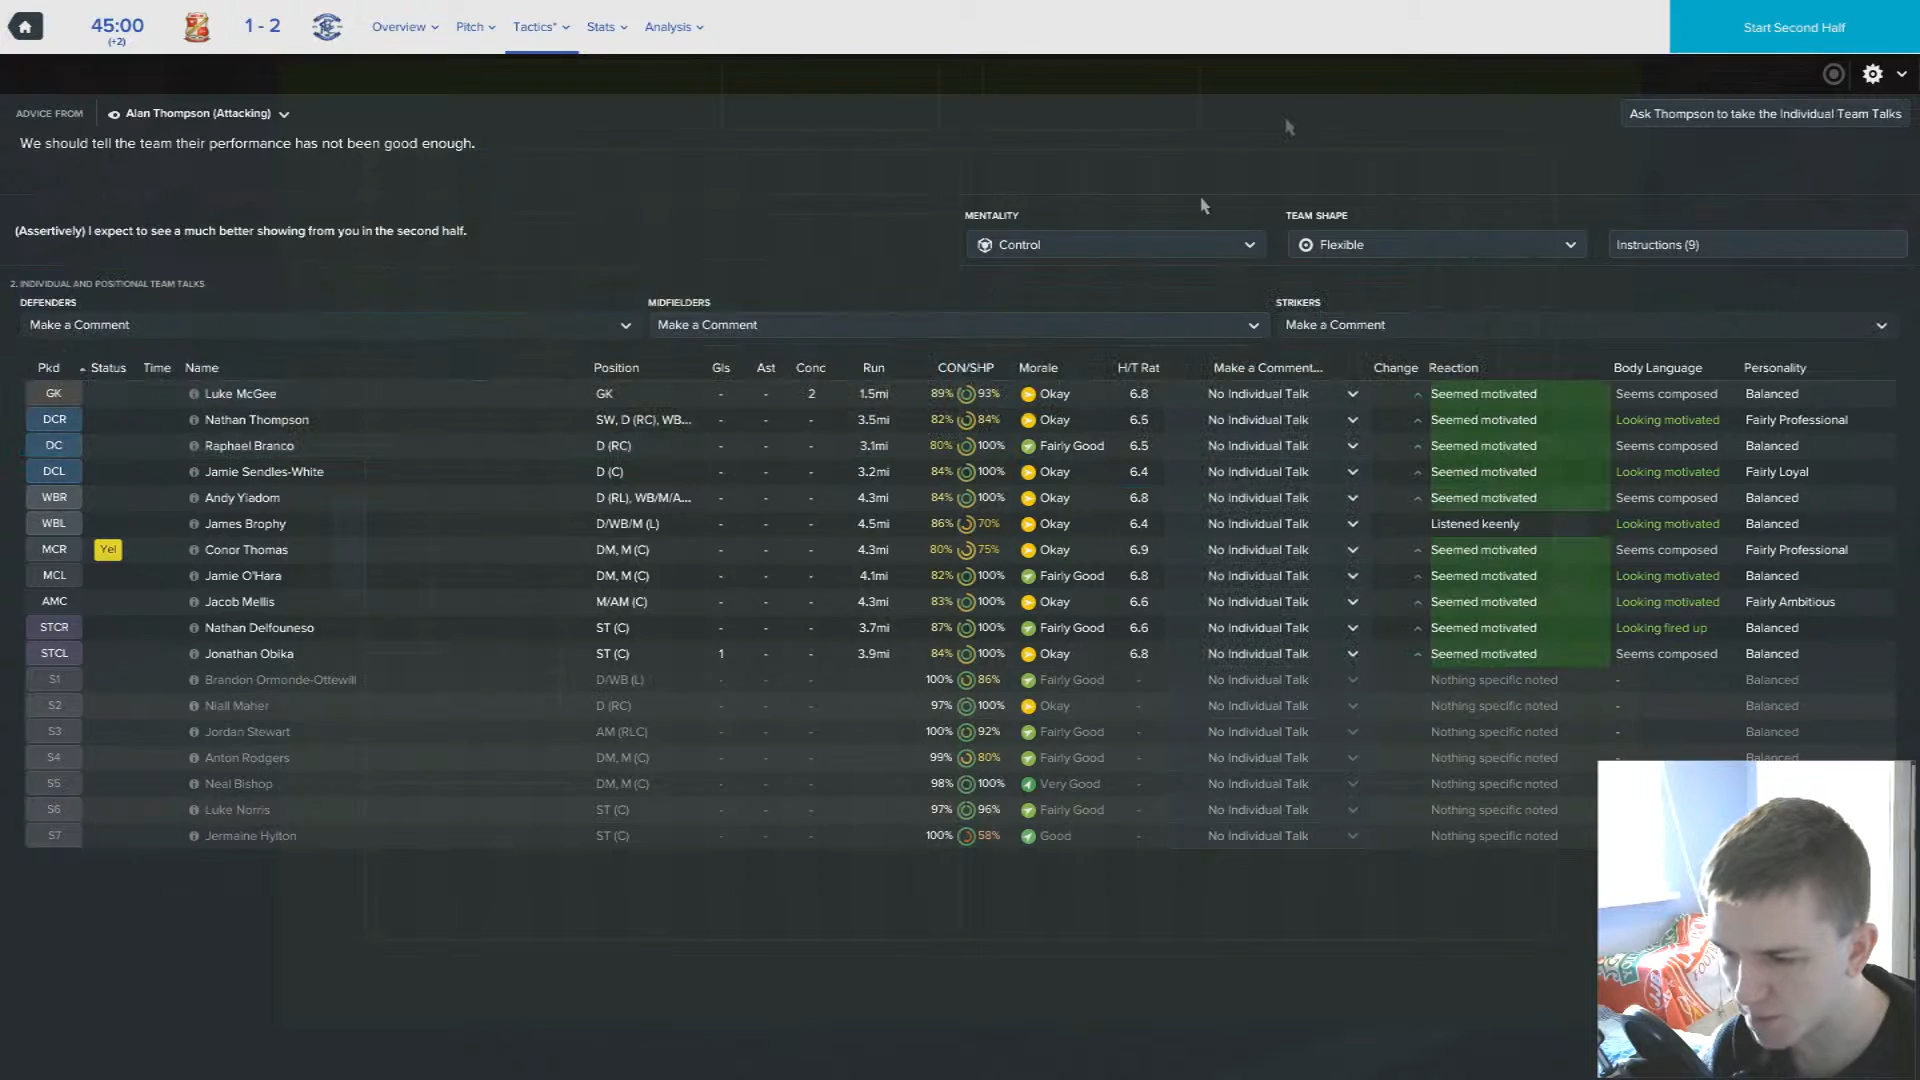 45:00
(+2)
1 - 2
Overview
Pitch
Tactics*
Stats
Analysis
Start Second Half
ADVICE FROM
Alan Thompson (Attacking)
Ask Thompson to take the Individual Team Talks
We should tell the team their performance has not been good enough.
MENTALITY
TEAM SHAPE
(Assertively) I expect to see a much better showing from you in the second half.
Control
Flexible
Instructions (9)
2. INDIVIDUAL AND POSITIONAL TEAM TALKS
DEFENDERS
MIDFIELDERS
STRIKERS
Make a Comment
Make a Comment
Make a Comment
Pkd Status Time Name Position Gls Ast Conc Run CON/SHP Morale H/T Rat Make a Comment... Change Reaction Body Language Personality
GK Luke McGee GK - - 2 1.5mi 89% 93% Okay 6.8 No Individual Talk Seemed motivated Seems composed Balanced
DCR Nathan Thompson SW, D (RC), WB... - - - 3.5mi 82% 84% Okay 6.5 No Individual Talk Seemed motivated Looking motivated Fairly Professional
DC Raphael Branco D (RC) - - - 3.1mi 80% 100% Fairly Good 6.5 No Individual Talk Seemed motivated Seems composed Balanced
DCL Jamie Sendles-White D (C) - - - 3.2mi 84% 100% Okay 6.4 No Individual Talk Seemed motivated Looking motivated Fairly Loyal
WBR Andy Yiadom D (RL), WB/M/A... - - - 4.3mi 84% 100% Okay 6.8 No Individual Talk Seemed motivated Seems composed Balanced
WBL James Brophy D/WB/M (L) - - - 4.5mi 86% 70% Okay 6.4 No Individual Talk Listened keenly Looking motivated Balanced
MCR Yel Conor Thomas DM, M (C) - - - 4.3mi 80% 75% Okay 6.9 No Individual Talk Seemed motivated Seems composed Fairly Professional
MCL Jamie O'Hara DM, M (C) - - - 4.1mi 82% 100% Fairly Good 6.8 No Individual Talk Seemed motivated Looking motivated Balanced
AMC Jacob Mellis M/AM (C) - - - 4.3mi 83% 100% Okay 6.6 No Individual Talk Seemed motivated Looking motivated Fairly Ambitious
STCR Nathan Delfouneso ST (C) - - - 3.7mi 87% 100% Fairly Good 6.6 No Individual Talk Seemed motivated Looking fired up Balanced
STCL Jonathan Obika ST (C) 1 - - 3.9mi 84% 100% Okay 6.8 No Individual Talk Seemed motivated Seems composed Balanced
S1 Brandon Ormonde-Ottewill D/WB (L) - - - 100% 86% Fairly Good - No Individual Talk Nothing specific noted - Balanced
S2 Niall Maher D (RC) - - - 97% 100% Okay - No Individual Talk Nothing specific noted - Balanced
S3 Jordan Stewart AM (RLC) - - - 100% 92% Fairly Good - No Individual Talk Nothing specific noted - Balanced
S4 Anton Rodgers DM, M (C) - - - 99% 80% Fairly Good - No Individual Talk Nothing specific noted - Balanced
S5 Neal Bishop DM, M (C) - - - 98% 100% Very Good - No Individual Talk Nothing specific noted
S6 Luke Norris ST (C) - - - 97% 96% Fairly Good - No Individual Talk Nothing specific noted
S7 Jermaine Hylton ST (C) - - - 100% 58% Good - No Individual Talk Nothing specific noted